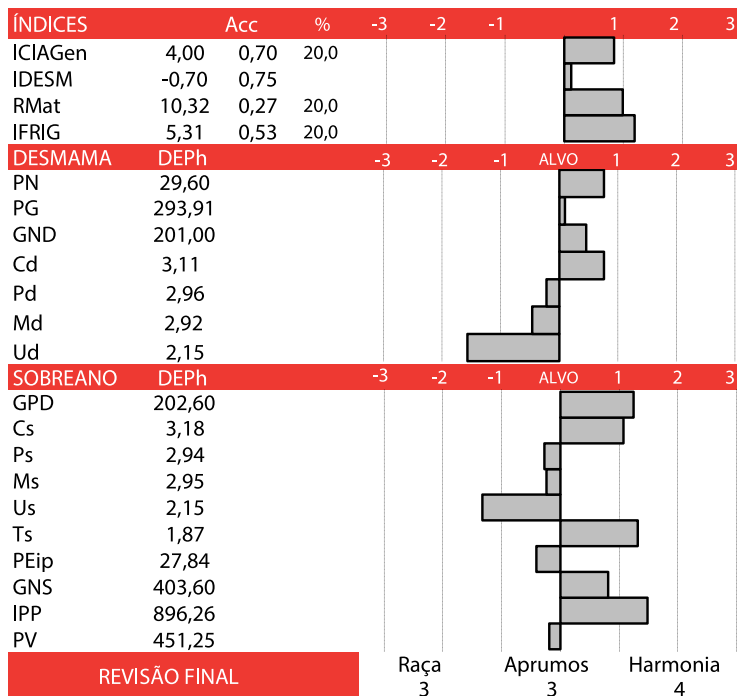 ÍNDICES Acc % -3 -2 -1 1 2 3
ICIAGen 4,00 0,70 20,0
IDESM -0,70 0,75
RMat 10,32 0,27 20,0
IFRIG 5,31 0,53 20,0
DESMAMA DEPh -3 -2 -1 ALVO 1 2 3
PN 29,60
PG 293,91
GND 201,00
Cd 3,11
Pd 2,96
Md 2,92
Ud 2,15
SOBREANO DEPh -3 -2 -1 ALVO 1 2 3
GPD 202,60
Cs 3,18
Ps 2,94
Ms 2,95
Us 2,15
Ts 1,87
PEip 27,84
GNS 403,60
IPP 896,26
PV 451,25
REVISÃO FINAL Raça Aprumos Harmonia
3 3 4